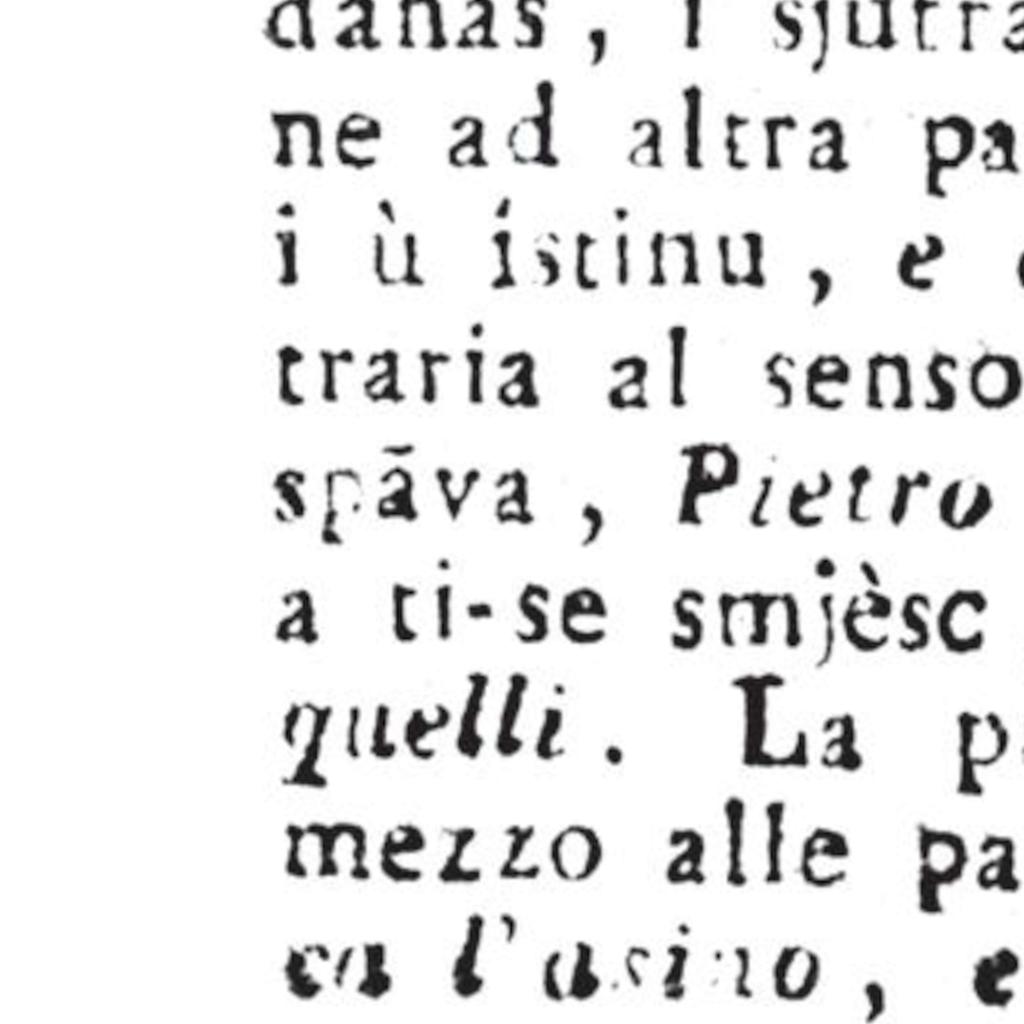 danas, i sjutra
ne ad altra pa
i ù ístinu, e
traria al senso
spāva, Pietro
a ti-se smjèsc
quelli. La p
mezzo alle pa
ca l'asino, e